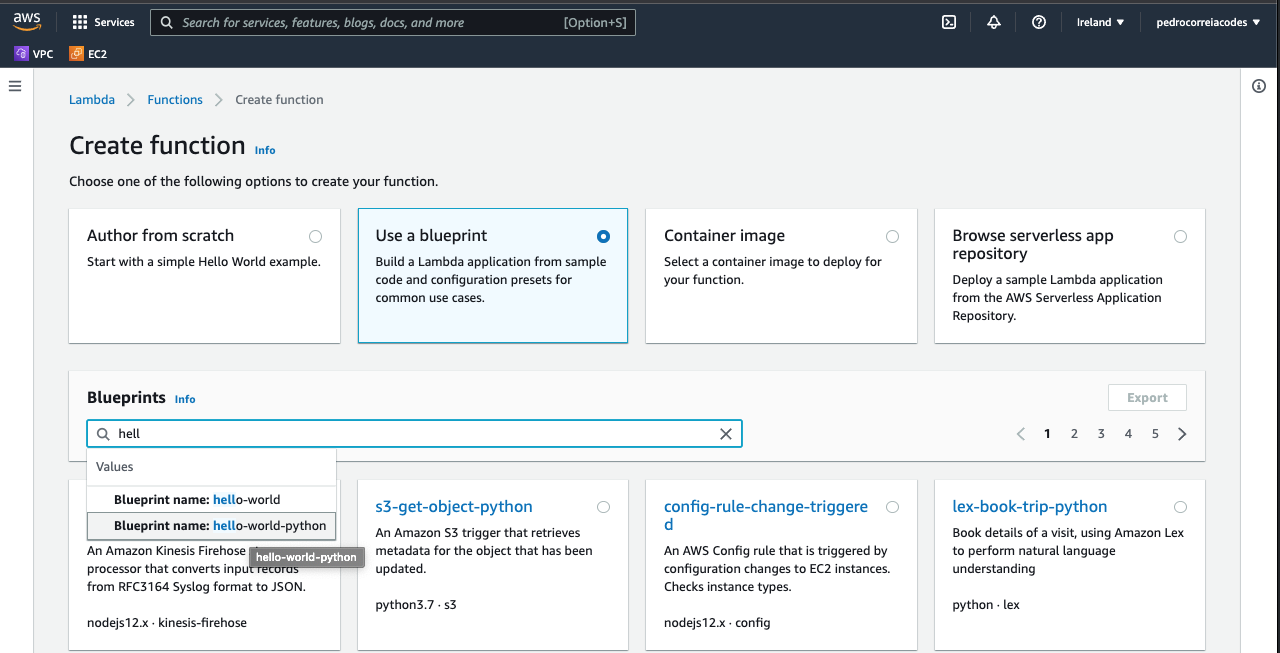 aws
Services
Search for services, features, blogs, docs, and more
[Option+S]
Ireland
pedrocorreiacodes
VPC
EC2
Lambda
Functions
Create function
Create function
Info
Choose one of the following options to create your function.
Author from scratch
Start with a simple Hello World example.
Use a blueprint
Build a Lambda application from sample
code and configuration presets for
common use cases.
Container image
Select a container image to deploy for
your function.
Browse serverless app
repository
Deploy a sample Lambda application
from the AWS Serverless Application
Repository.
Blueprints
Info
Export
hell
1
2
3
4
5
Values
Blueprint name: hello-world
Blueprint name: hello-world-python
hello-world-python
An Amazon Kinesis Firehose
processor that converts input records
from RFC3164 Syslog format to JSON.
nodejs12.x · kinesis-firehose
s3-get-object-python
An Amazon S3 trigger that retrieves
metadata for the object that has been
updated.
python3.7 · s3
config-rule-change-triggere
d
An AWS Config rule that is triggered by
configuration changes to EC2 instances.
Checks instance types.
nodejs12.x · config
lex-book-trip-python
Book details of a visit, using Amazon Lex
to perform natural language
understanding
python · lex